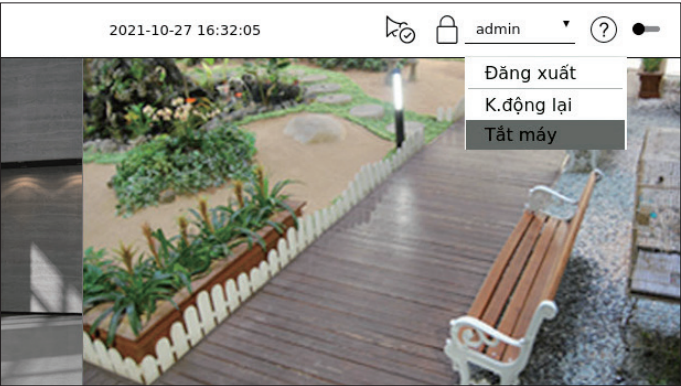 2021-10-27 16:32:05
admin
Đăng xuất
K.động lại
Tắt máy